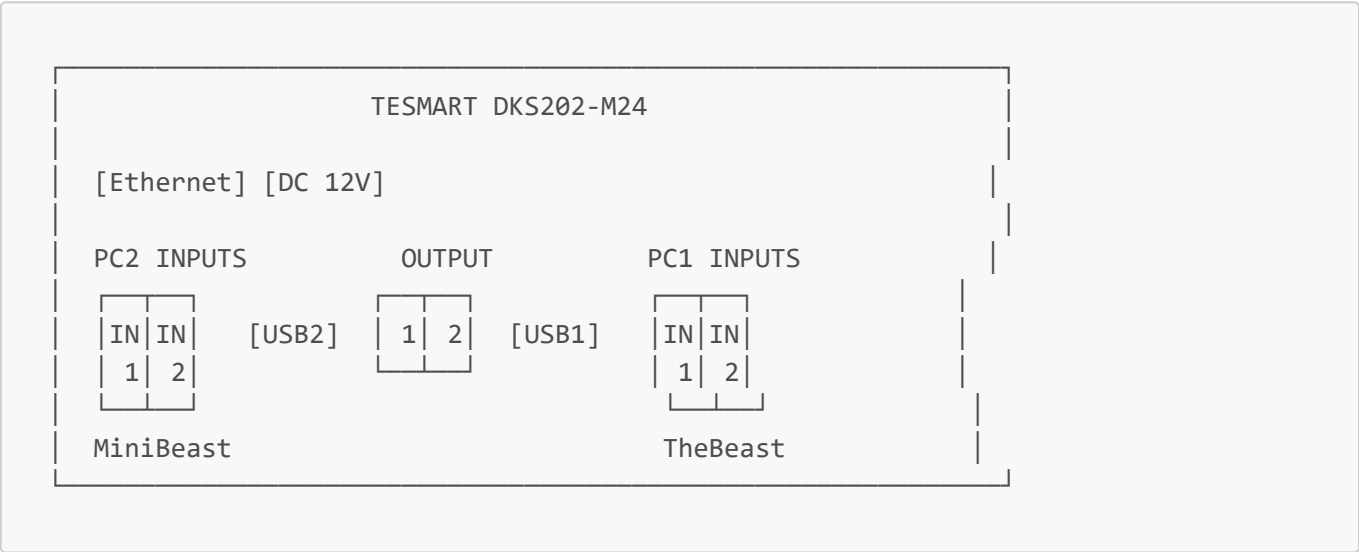 TESMART DKS202-M24
[Ethernet] [DC 12V]
PC2 INPUTS OUTPUT PC1 INPUTS
IN IN [USB2] 1 2 [USB1] IN IN
1 2 1 2
MiniBeast TheBeast